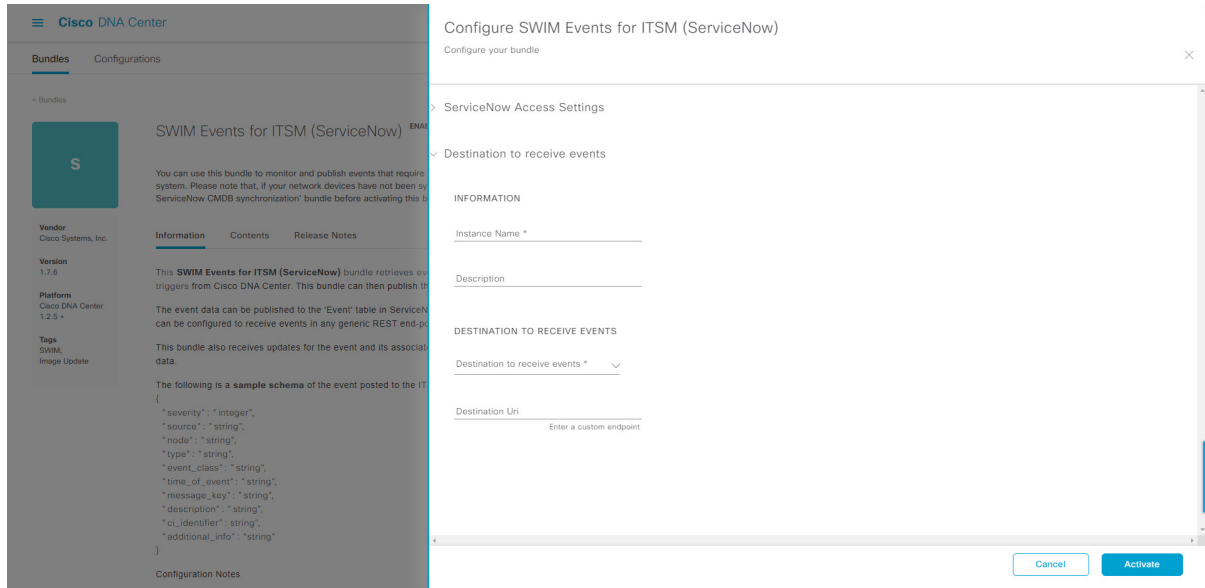 Cisco DNA Center
Bundles Configurations
< Bundles
S
SWIM Events for ITSM (ServiceNow)
You can use this bundle to monitor and publish events that require
system. Please note that, if your network devices have not been
ServiceNow CMDB synchronization' bundle before activating this
Vendor
Cisco Systems, Inc.
Version
1.7.6
Platform
Cisco DNA Center
1.2.5 +
Tags
SWIM,
Image Update
Information Contents Release Notes
This SWIM Events for ITSM (ServiceNow) bundle retrieves
triggers from Cisco DNA Center. This bundle can then publish
The event data can be published to the 'Event' table in
can be configured to receive events in any generic REST
This bundle also receives updates for the event and its
data.
The following is a sample schema of the event posted to the
{
"severity" : "integer",
"source" : "string",
"node" : "string",
"type" : "string",
"event_class" : "string",
"time_of_event" : "string",
"message_key" : "string",
"description" : "string",
"ci_identifier" : string",
"additional_info" : "string"
}
Configuration Notes
Configure SWIM Events for ITSM (ServiceNow)
Configure your bundle
ServiceNow Access Settings
Destination to receive events
INFORMATION
Instance Name *
Description
DESTINATION TO RECEIVE EVENTS
Destination to receive events *
Destination Uri
Enter a custom endpoint
Cancel Activate